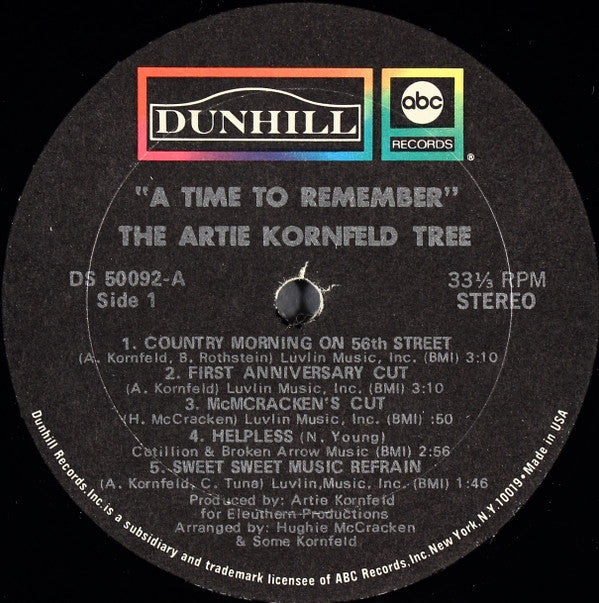 DUNHILL
abc
RECORDS
®
"A TIME TO REMEMBER"
THE ARTIE KORNFELD TREE
DS 50092-A
Side 1
33⅓ RPM
STEREO
1. COUNTRY MORNING ON 56th STREET
(A. Kornfeld, B. Rothstein) Luvlin Music, Inc. (BMI) 3:10
2. FIRST ANNIVERSARY CUT
(A. Kornfeld) Luvlin Music, Inc. (BMI) 3:10
3. McMCRACKEN'S CUT
(H. McCracken) Luvlin Music, Inc. (BMI) :50
4. HELPLESS (N. Young)
Cotillion & Broken Arrow Music (BMI) 2:56
5. SWEET SWEET MUSIC REFRAIN
(A. Kornfeld, C. Tuna) Luvlin Music, Inc. (BMI) 1:46
Produced by: Artie Kornfeld
for Eleuthern Productions
Arranged by: Hughie McCracken
& Some Kornfeld
Dunhill Records, Inc. is a subsidiary and trademark licensee of ABC Records, Inc. New York, N.Y. 10019 • Made in USA